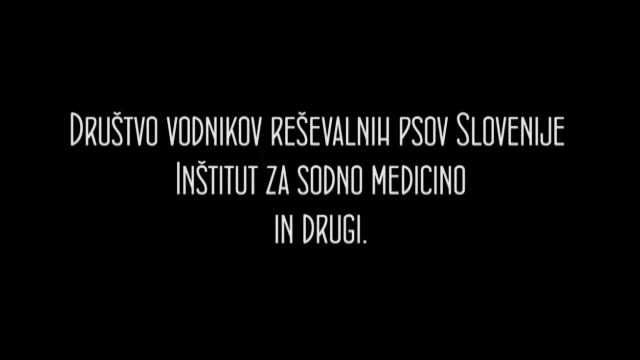 Društvo vodnikov reševalnih psov Slovenije
Inštitut za sodno medicino
in drugi.